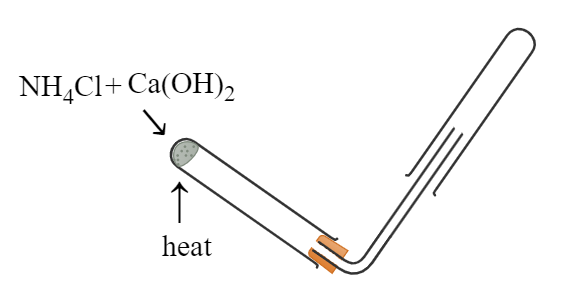 NH₄Cl + Ca(OH)₂
heat